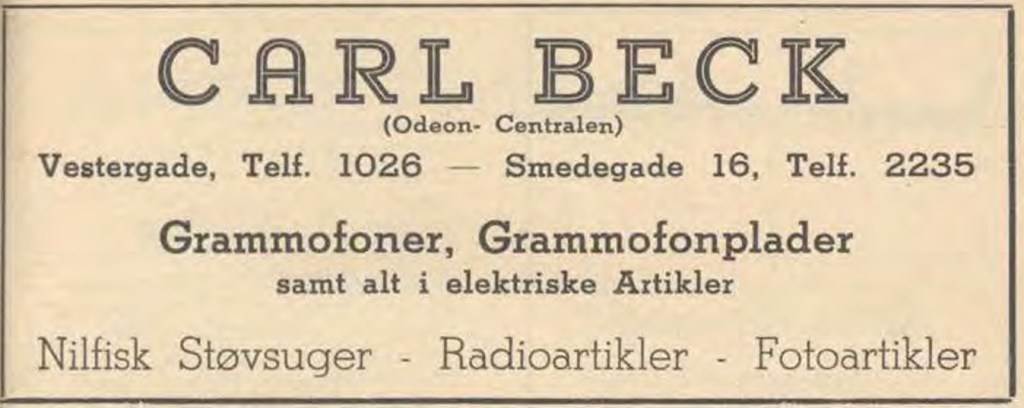 CARL BECK
(Odeon- Centralen)
Vestergade, Telf. 1026 — Smedegade 16, Telf. 2235
Grammofoner, Grammofonplader
samt alt i elektriske Artikler
Nilfisk Støvsuger - Radioartikler - Fotoartikler